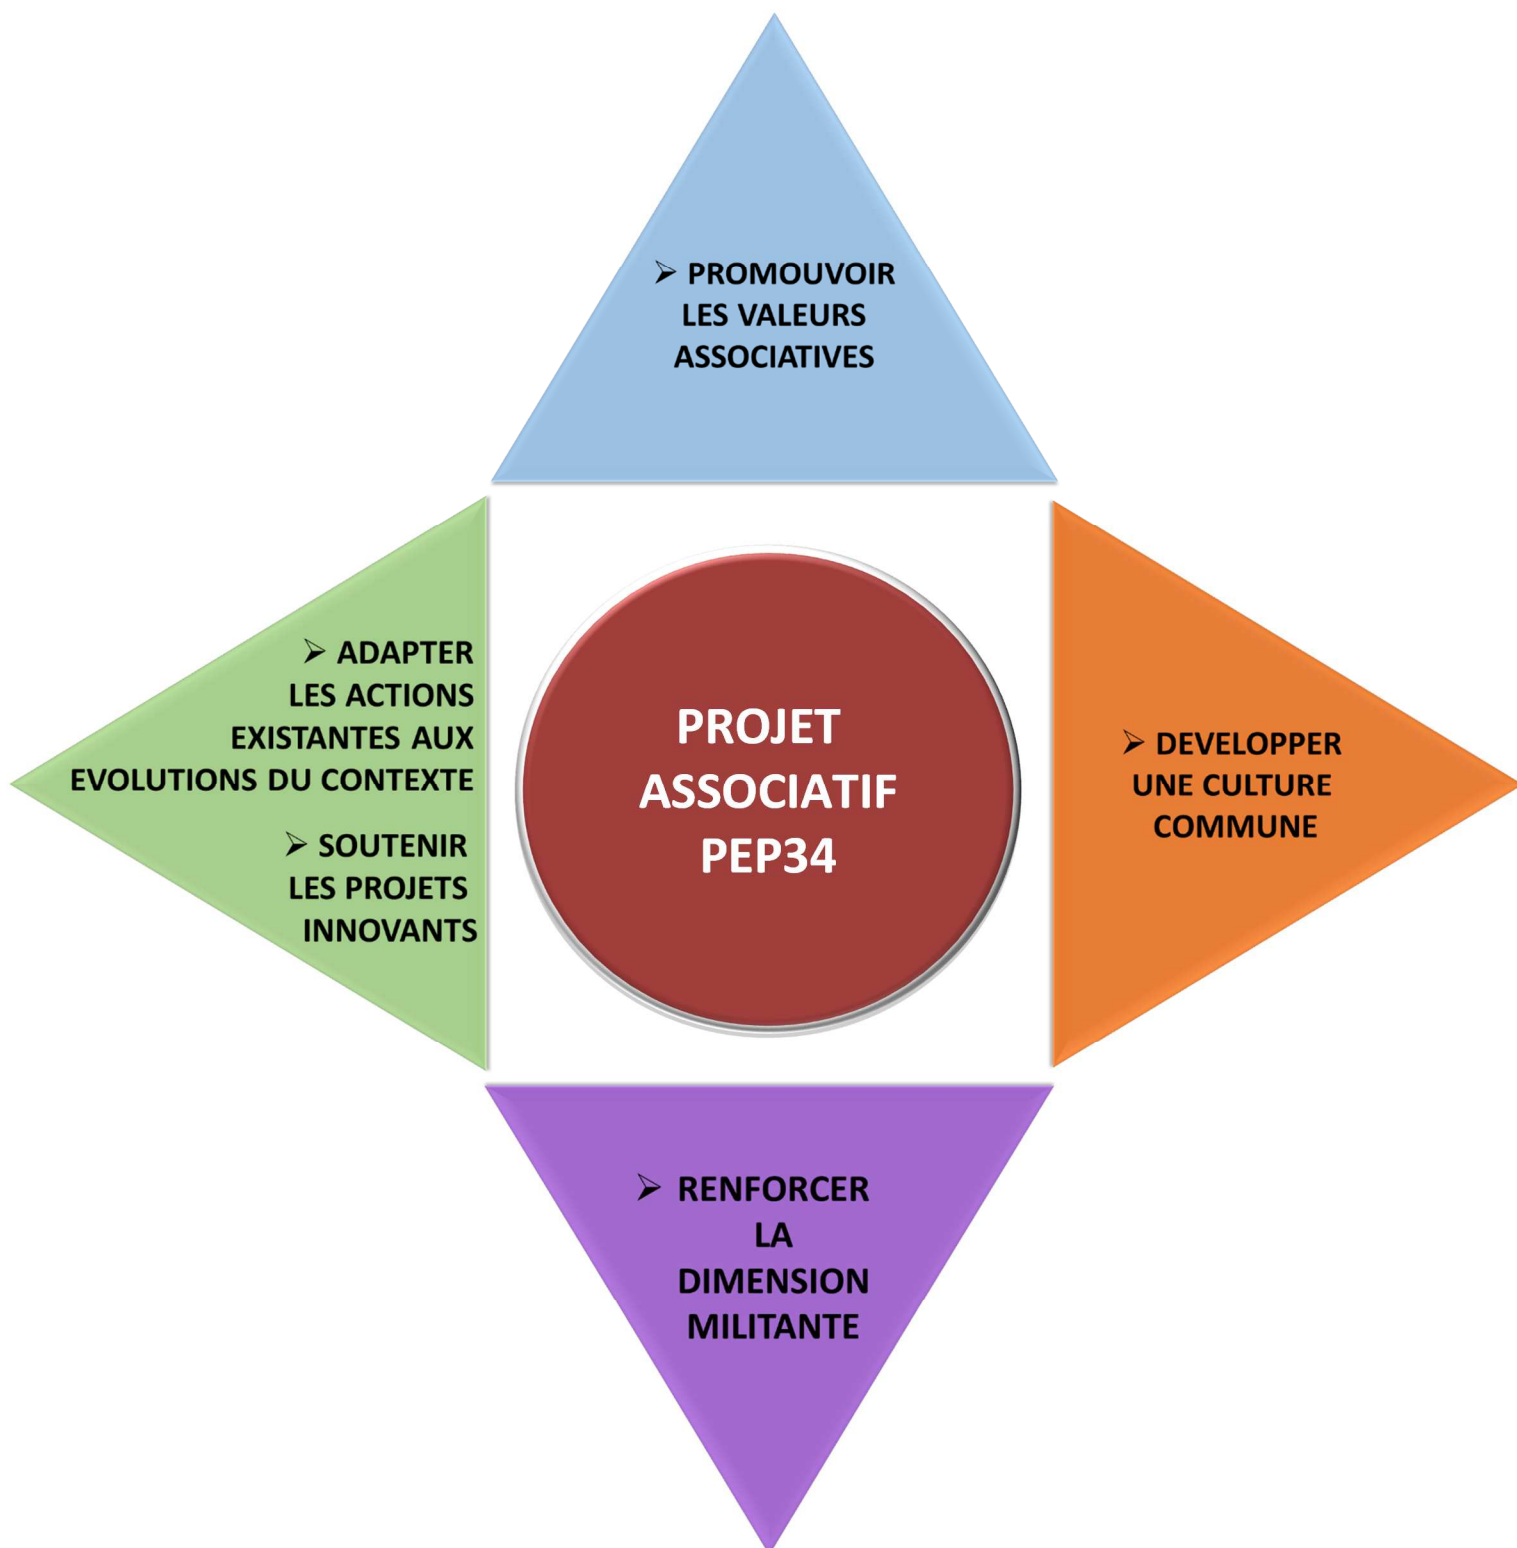 ➢ PROMOUVOIR
LES VALEURS
ASSOCIATIVES
➢ ADAPTER
LES ACTIONS
EXISTANTES AUX
EVOLUTIONS DU CONTEXTE
➢ SOUTENIR
LES PROJETS
INNOVANTS
PROJET
ASSOCIATIF
PEP34
➢ DEVELOPPER
UNE CULTURE
COMMUNE
➢ RENFORCER
LA
DIMENSION
MILITANTE